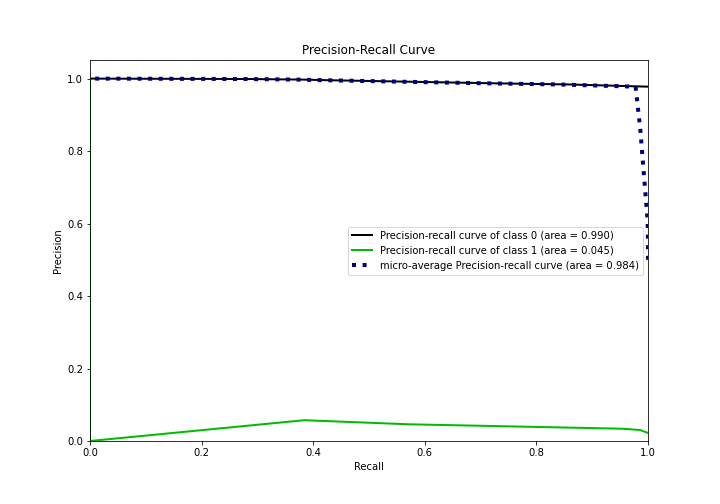 Precision-Recall Curve
1.0
0.8
0.6
0.4
0.2
0.0
Precision
Precision-recall curve of class 0 (area = 0.990)
Precision-recall curve of class 1 (area = 0.045)
micro-average Precision-recall curve (area = 0.984)
0.0 0.2 0.4 0.6 0.8 1.0
Recall